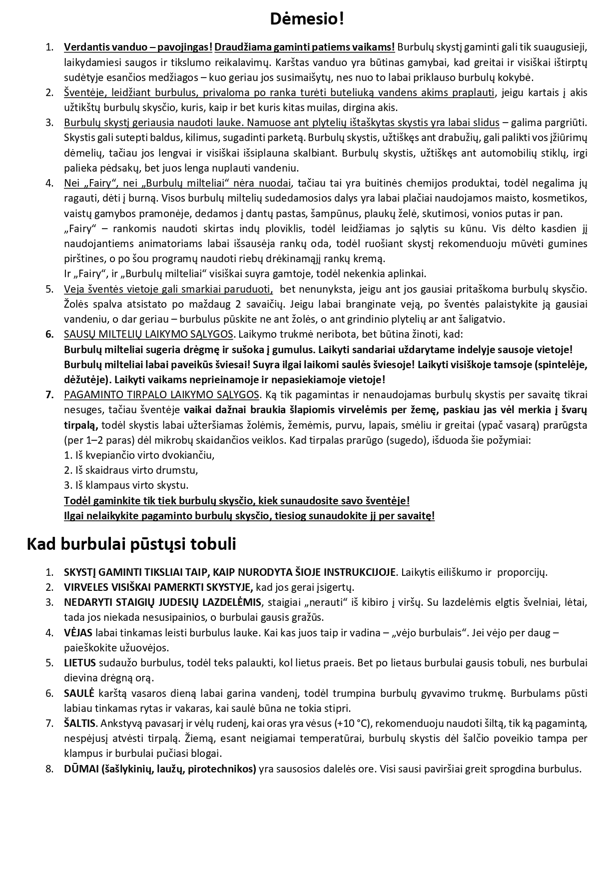 Dėmesio!
1. Verdantis vanduo – pavojingas! Draudžiama gaminti patiems vaikams! Burbulų skystį gaminti gali tik suaugusieji,
laikydamiesi saugos ir tikslumo reikalavimų. Karštas vanduo yra būtinas gamybai, kad greitai ir visiškai ištirptų
sudėtyje esančios medžiagos – kuo geriau jos susimaišytų, nes nuo to labai priklauso burbulų kokybė.
2. Šventėje, leidžiant burbulus, privaloma po ranka turėti buteliuką vandens akims praplauti, jeigu kartais į akis
užtikštų burbulų skysčio, kuris, kaip ir bet kuris kitas muilas, dirgina akis.
3. Burbulų skystį geriausia naudoti lauke. Namuose ant plytelių ištaškytas skystis yra labai slidus – galima pargriūti.
Skystis gali sutepti baldus, kilimus, sugadinti parketą. Burbulų skystis, užtiškęs ant drabužių, gali palikti vos įžiūrimų
dėmelių, tačiau jos lengvai ir visiškai išsiplauna skalbiant. Burbulų skystis, užtiškęs ant automobilių stiklų, irgi
palieka pėdsakų, bet juos lenga nuplauti vandeniu.
4. Nei „Fairy“, nei „Burbulų milteliai“ nėra nuodai, tačiau tai yra buitinės chemijos produktai, todėl negalima jų
ragauti, dėti į burną. Visos burbulų miltelių sudedamosios dalys yra labai plačiai naudojamos maisto, kosmetikos,
vaistų gamybos pramonėje, dedamos į dantų pastas, šampūnus, plaukų želė, skutimosi, vonios putas ir pan.
„Fairy“ – rankomis naudoti skirtas indų ploviklis, todėl leidžiamas jo sąlytis su kūnu. Vis dėlto kasdien jį
naudojantiems animatoriams labai išsausėja rankų oda, todėl ruošiant skystį rekomenduoju mūvėti gumines
pirštines, o po šou programų naudoti riebų drėkinamąjį rankų kremą.
Ir „Fairy“, ir „Burbulų milteliai“ visiškai suyra gamtoje, todėl nekenkia aplinkai.
5. Veja šventės vietoje gali smarkiai paruduoti, bet nenunyksta, jeigu ant jos gausiai pritaškoma burbulų skysčio.
Žolės spalva atsistato po maždaug 2 savaičių. Jeigu labai branginate veją, po šventės palaistykite ją gausiai
vandeniu, o dar geriau – burbulus pūskite ne ant žolės, o ant grindinio plytelių ar ant šaligatvio.
6. SAUSŲ MILTELIŲ LAIKYMO SĄLYGOS. Laikymo trukmė neribota, bet būtina žinoti, kad:
Burbulų milteliai sugeria drėgmę ir sušoka į gumulus. Laikyti sandariai uždarytame indelyje sausoje vietoje!
Burbulų milteliai labai paveikūs šviesai! Suyra ilgai laikomi saulės šviesoje! Laikyti visiškoje tamsoje (spintelėje,
dėžutėje). Laikyti vaikams neprieinamoje ir nepasiekiamoje vietoje!
7. PAGAMINTO TIRPALO LAIKYMO SĄLYGOS. Ką tik pagamintas ir nenaudojamas burbulų skystis per savaitę tikrai
nesuges, tačiau šventėje vaikai dažnai braukia šlapiomis virvelėmis per žemę, paskiau jas vėl merkia į švarų
tirpalą, todėl skystis labai užteršiamas žolėmis, žemėmis, purvu, lapais, smėliu ir greitai (ypač vasarą) prarūgsta
(per 1–2 paras) dėl mikrobų skaidančios veiklos. Kad tirpalas prarūgo (sugedo), išduoda šie požymiai:
1. Iš kvepiančio virto dvokiančiu,
2. Iš skaidraus virto drumstu,
3. Iš klampaus virto skystu.
Todėl gaminkite tik tiek burbulų skysčio, kiek sunaudosite savo šventėje!
Ilgai nelaikykite pagaminto burbulų skysčio, tiesiog sunaudokite jį per savaitę!
Kad burbulai pūstųsi tobuli
1. SKYSTĮ GAMINTI TIKSLIAI TAIP, KAIP NURODYTA ŠIOJE INSTRUKCIJOJE. Laikytis eiliškumo ir proporcijų.
2. VIRVELES VISIŠKAI PAMERKTI SKYSTYJE, kad jos gerai įsigertų.
3. NEDARYTI STAIGIŲ JUDESIŲ LAZDELĖMIS, staigiai „nerauti“ iš kibiro į viršų. Su lazdelėmis elgtis švelniai, lėtai,
tada jos niekada nesusipainios, o burbulai gausis gražūs.
4. VĖJAS labai tinkamas leisti burbulus lauke. Kai kas juos taip ir vadina – „vėjo burbulais“. Jei vėjo per daug –
paieškokite užuovėjos.
5. LIETUS sudaužo burbulus, todėl teks palaukti, kol lietus praeis. Bet po lietaus burbulai gausis tobuli, nes burbulai
dievina drėgną orą.
6. SAULĖ karštą vasaros dieną labai garina vandenį, todėl trumpina burbulų gyvavimo trukmę. Burbulams pūsti
labiau tinkamas rytas ir vakaras, kai saulė būna ne tokia stipri.
7. ŠALTIS. Ankstyvą pavasarį ir vėlų rudenį, kai oras yra vėsus (+10 °C), rekomenduoju naudoti šiltą, tik ką pagamintą,
nespėjusį atvėsti tirpalą. Žiemą, esant neigiamai temperatūrai, burbulų skystis dėl šalčio poveikio tampa per
klampus ir burbulai pučiasi blogai.
8. DŪMAI (šašlykinių, laužų, pirotechnikos) yra sausosios dalelės ore. Visi sausi paviršiai greit sprogdina burbulus.